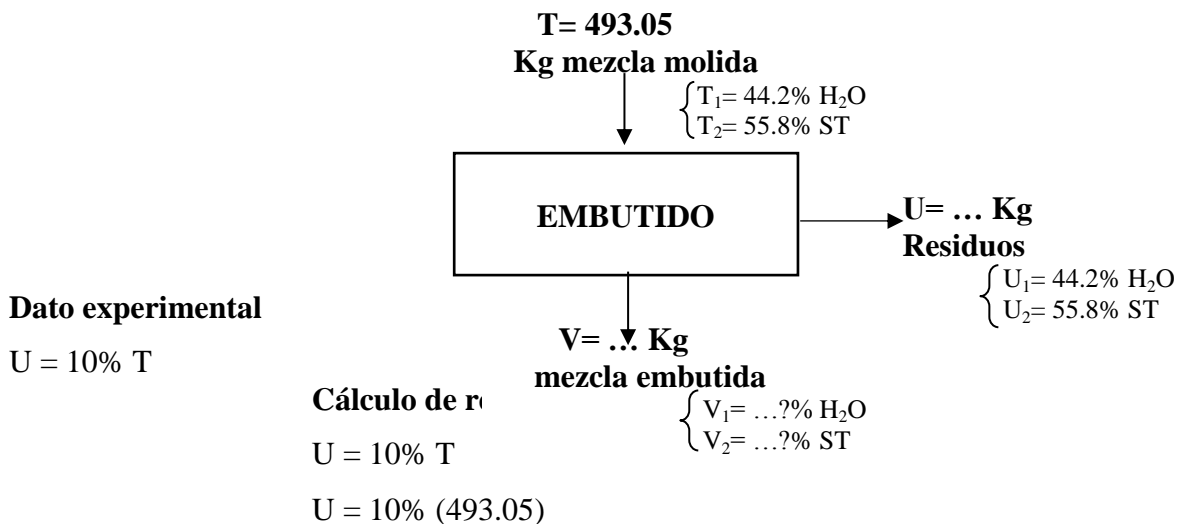 T= 493.05
Kg mezcla molida
T₁= 44.2% H₂O
T₂= 55.8% ST
EMBUTIDO
U= … Kg
Residuos
U₁= 44.2% H₂O
U₂= 55.8% ST
Dato experimental
U = 10% T
V= … Kg
mezcla embutida
V₁= …?% H₂O
V₂= …?% ST
Cálculo de
U = 10% T
U = 10% (493.05)